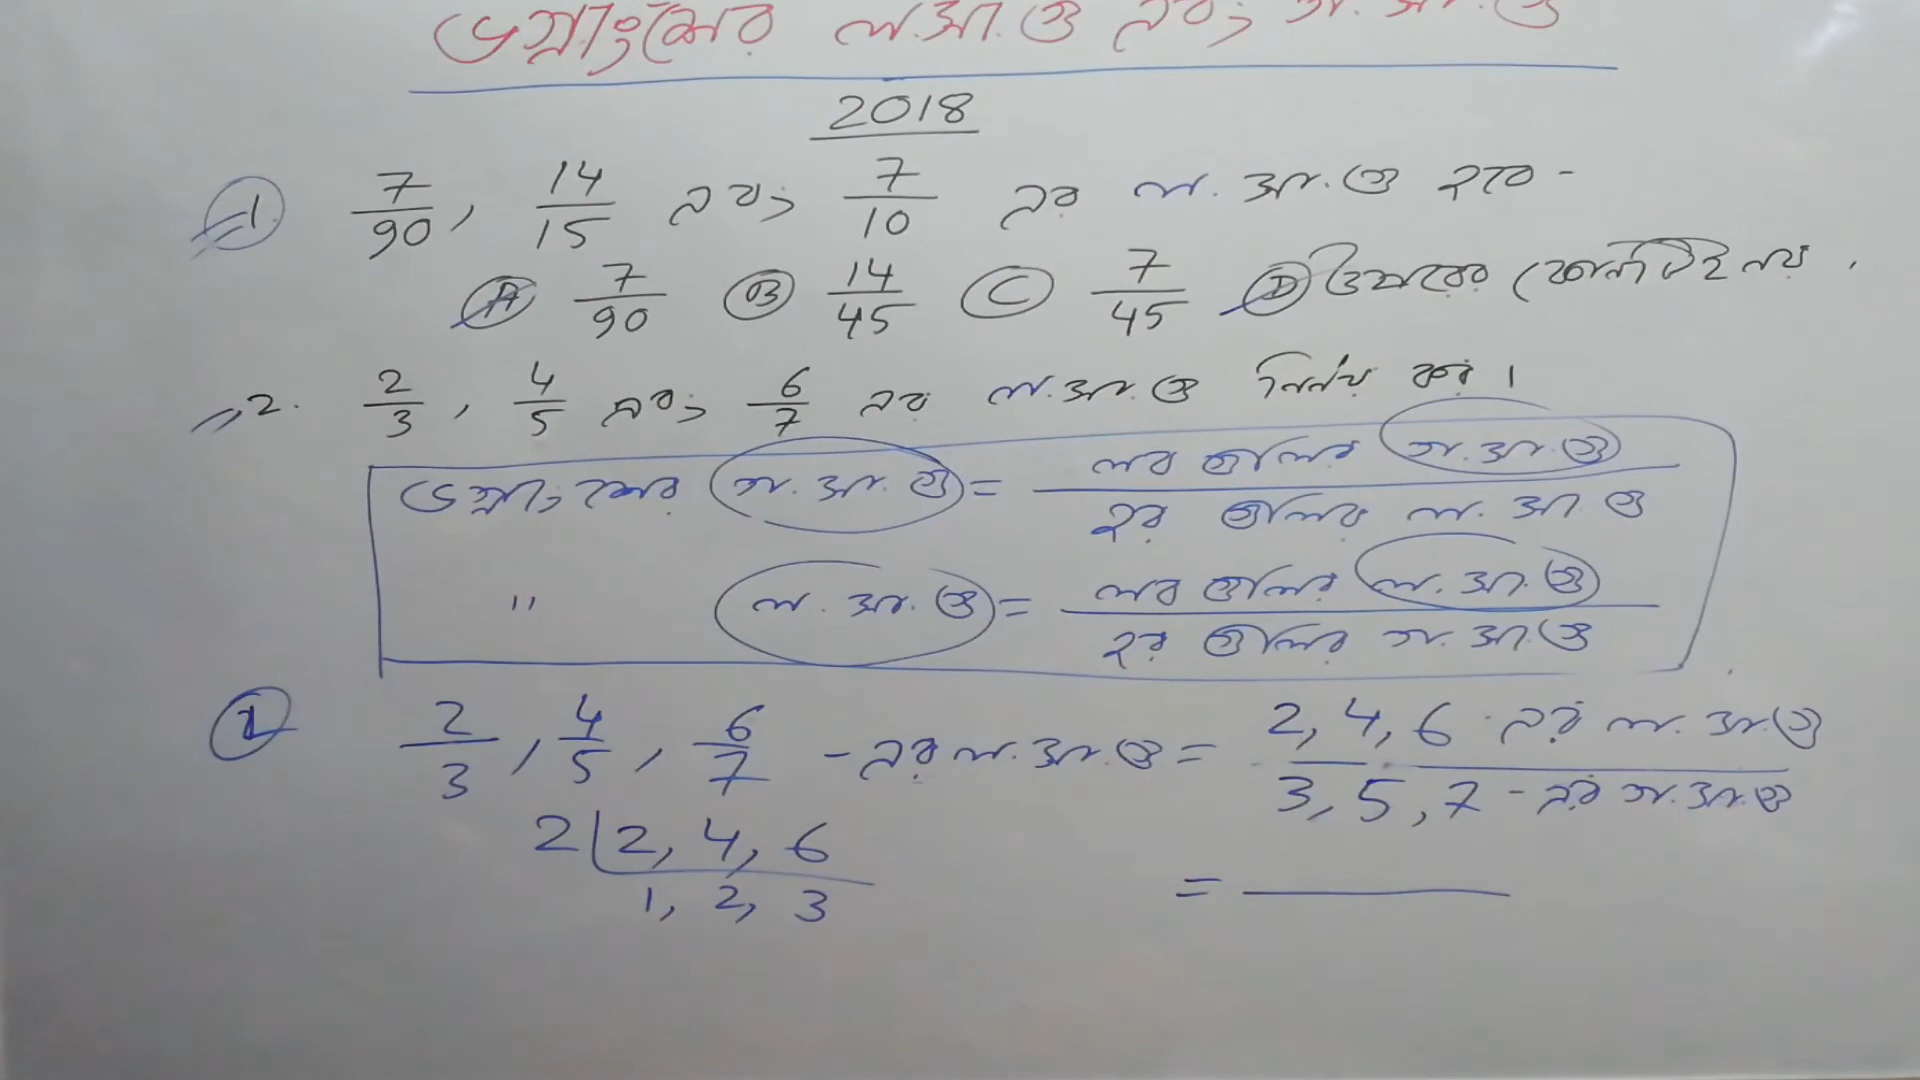 ভগ্নাংশের ল.সা.গু এবং গ.সা.গু
2018
1 7/90, 14/15 এবং 7/10 এর ল.সা.গু হবে -
A 7/90 B 14/45 C 7/45 D উপরের কোনটিই নয়.
2. 2/3, 4/5 এবং 6/7 এর ল.সা.গু নির্ণয় কর।
ভগ্নাংশের গ.সা.গু = লব গুলির গ.সা.গু / হর গুলির ল.সা.গু
" ল.সা.গু = লব গুলির ল.সা.গু / হর গুলির গ.সা.গু
2/3, 4/5, 6/7 - এর ল.সা.গু = 2, 4, 6 এর ল.সা.গু / 3, 5, 7 - এর গ.সা.গু
2 | 2, 4, 6
1, 2, 3 =